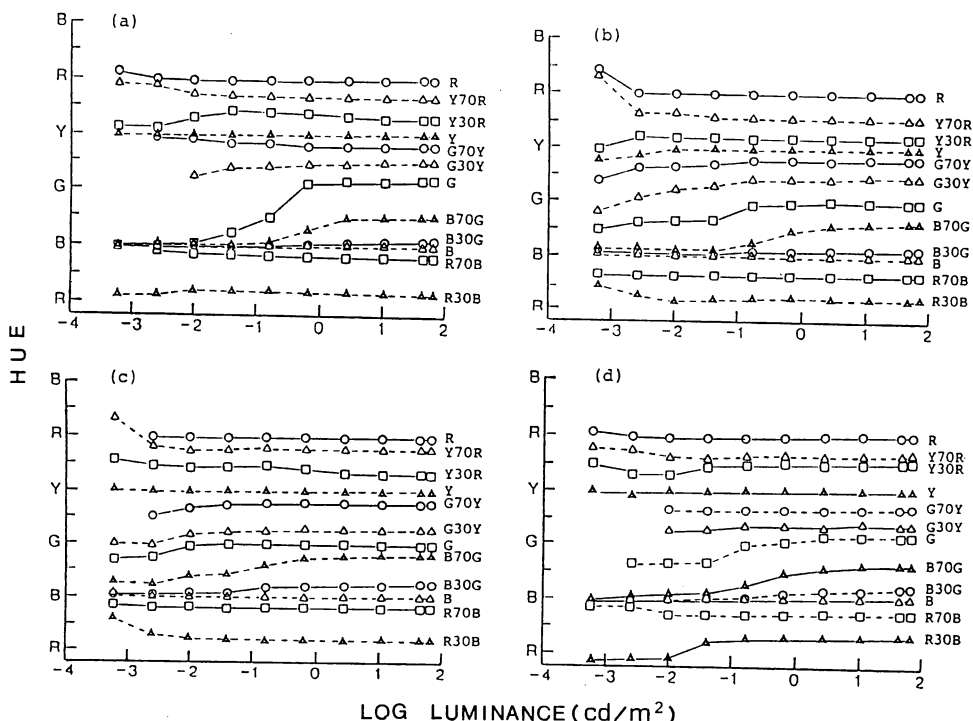 (a)
B
R
Y
G
B
R
R
Y70R
Y30R
Y
G70Y
G30Y
G
B70G
B30G
B
R70B
R30B
-4 -3 -2 -1 0 1 2
(b)
B
R
Y
G
B
R
R
Y70R
Y30R
Y
G70Y
G30Y
G
B70G
B30G
B
R70B
R30B
-4 -3 -2 -1 0 1 2
HUE
(c)
B
R
Y
G
B
R
R
Y70R
Y30R
Y
G70Y
G30Y
G
B70G
B30G
B
R70B
R30B
-4 -3 -2 -1 0 1 2
(d)
B
R
Y
G
B
R
R
Y70R
Y30R
Y
G70Y
G30Y
G
B70G
B30G
B
R70B
R30B
-4 -3 -2 -1 0 1 2
LOG LUMINANCE(cd/m²)